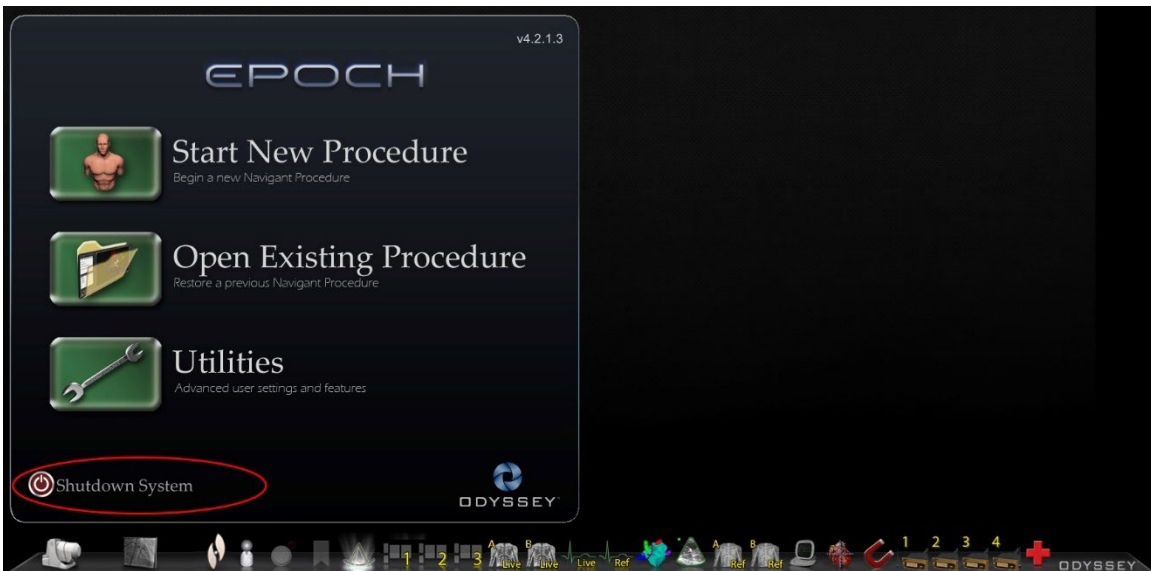 v4.2.1.3
EPOCH
Start New Procedure
Begin a new Navigant Procedure
Open Existing Procedure
Restore a previous Navigant Procedure
Utilities
Advanced user settings and features
Shutdown System
ODYSSEY
1 2 3 A Live B Live Live Ref A Ref B Ref 1 2 3 4 ODYSSEY